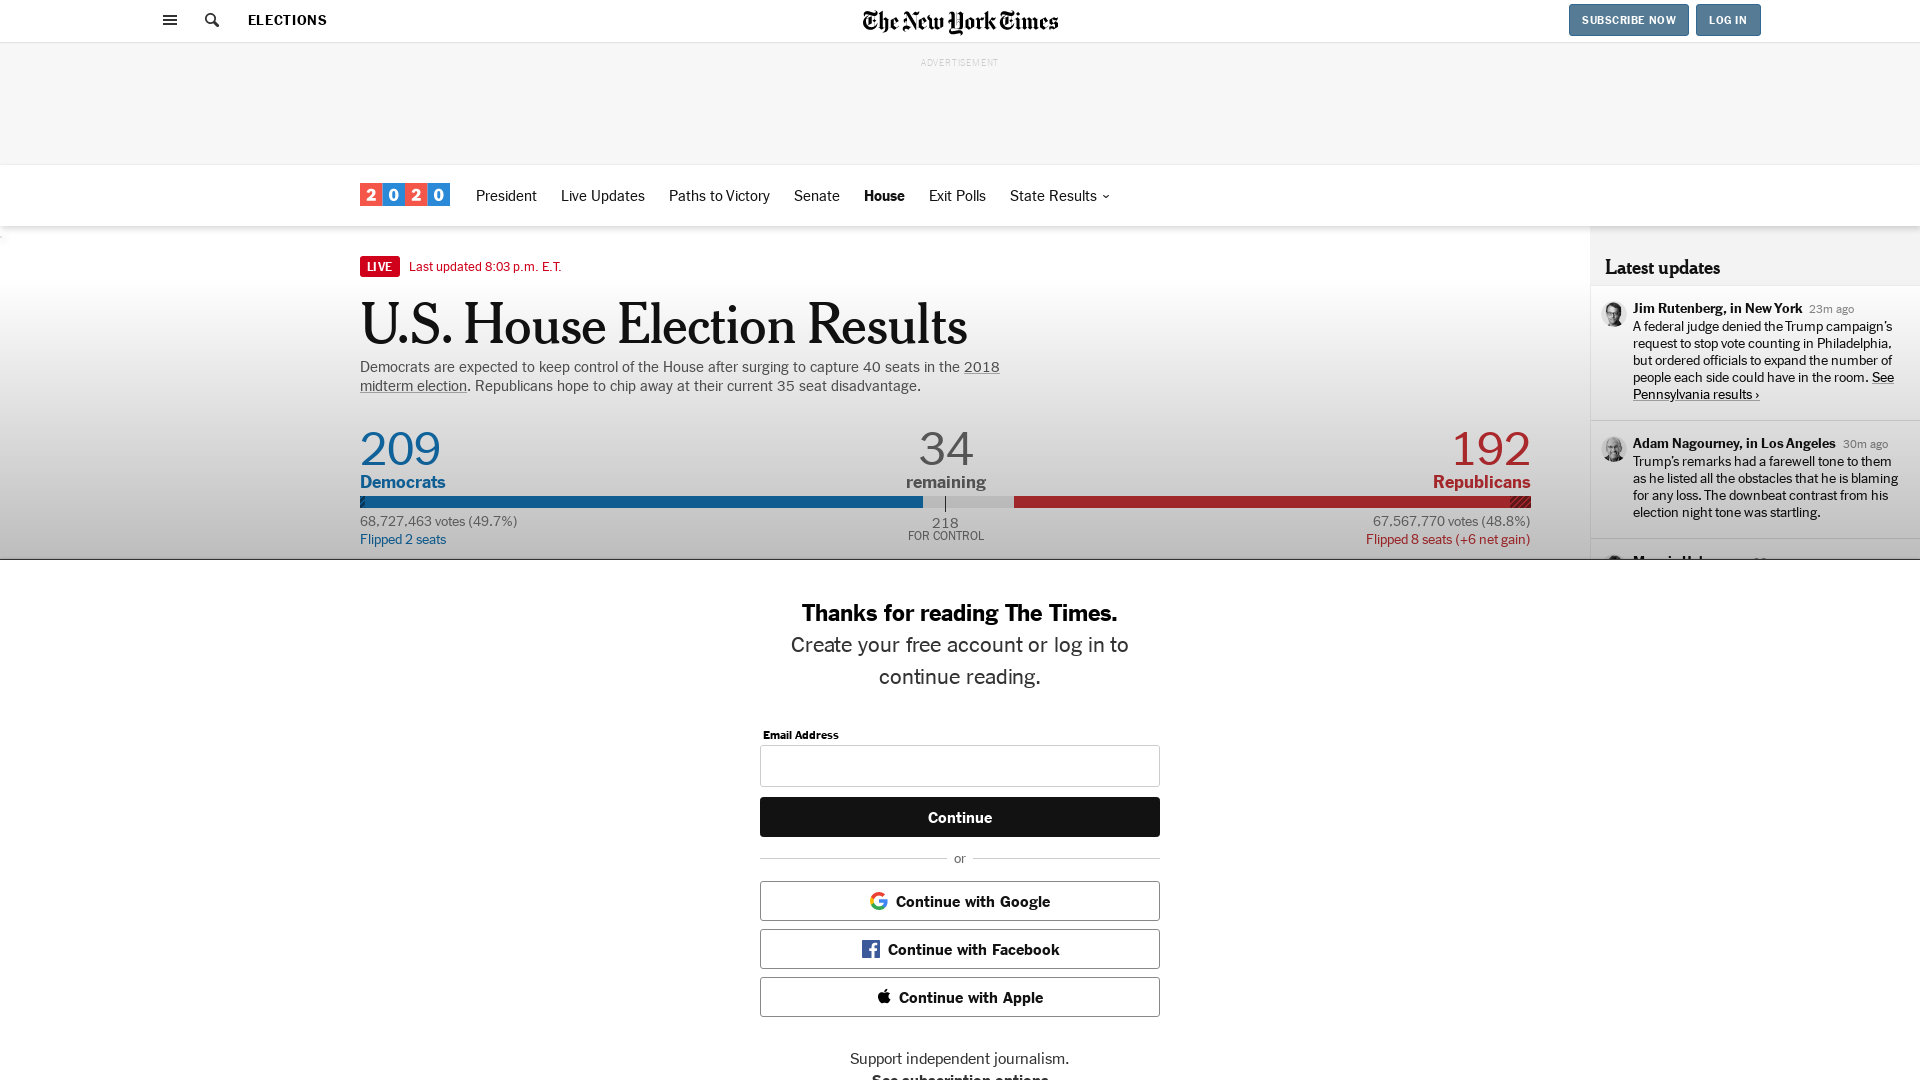 ELECTIONS
The New York Times
SUBSCRIBE NOW
LOG IN
ADVERTISEMENT
2020
President
Live Updates
Paths to Victory
Senate
House
Exit Polls
State Results
LIVE
Last updated 8:03 p.m. E.T.
U.S. House Election Results
Democrats are expected to keep control of the House after surging to capture 40 seats in the 2018
midterm election. Republicans hope to chip away at their current 35 seat disadvantage.
209
Democrats
34
remaining
192
Republicans
68,727,463 votes (49.7%)
Flipped 2 seats
218
FOR CONTROL
67,567,770 votes (48.8%)
Flipped 8 seats (+6 net gain)
Latest updates
Jim Rutenberg, in New York 23m ago
A federal judge denied the Trump campaign’s
request to stop vote counting in Philadelphia,
but ordered officials to expand the number of
people each side could have in the room. See
Pennsylvania results ›
Adam Nagourney, in Los Angeles 30m ago
Trump’s remarks had a farewell tone to them
as he listed all the obstacles that he is blaming
for any loss. The downbeat contrast from his
election night tone was startling.
Thanks for reading The Times.
Create your free account or log in to
continue reading.
Email Address
Continue
or
Continue with Google
Continue with Facebook
Continue with Apple
Support independent journalism.
See subscription options